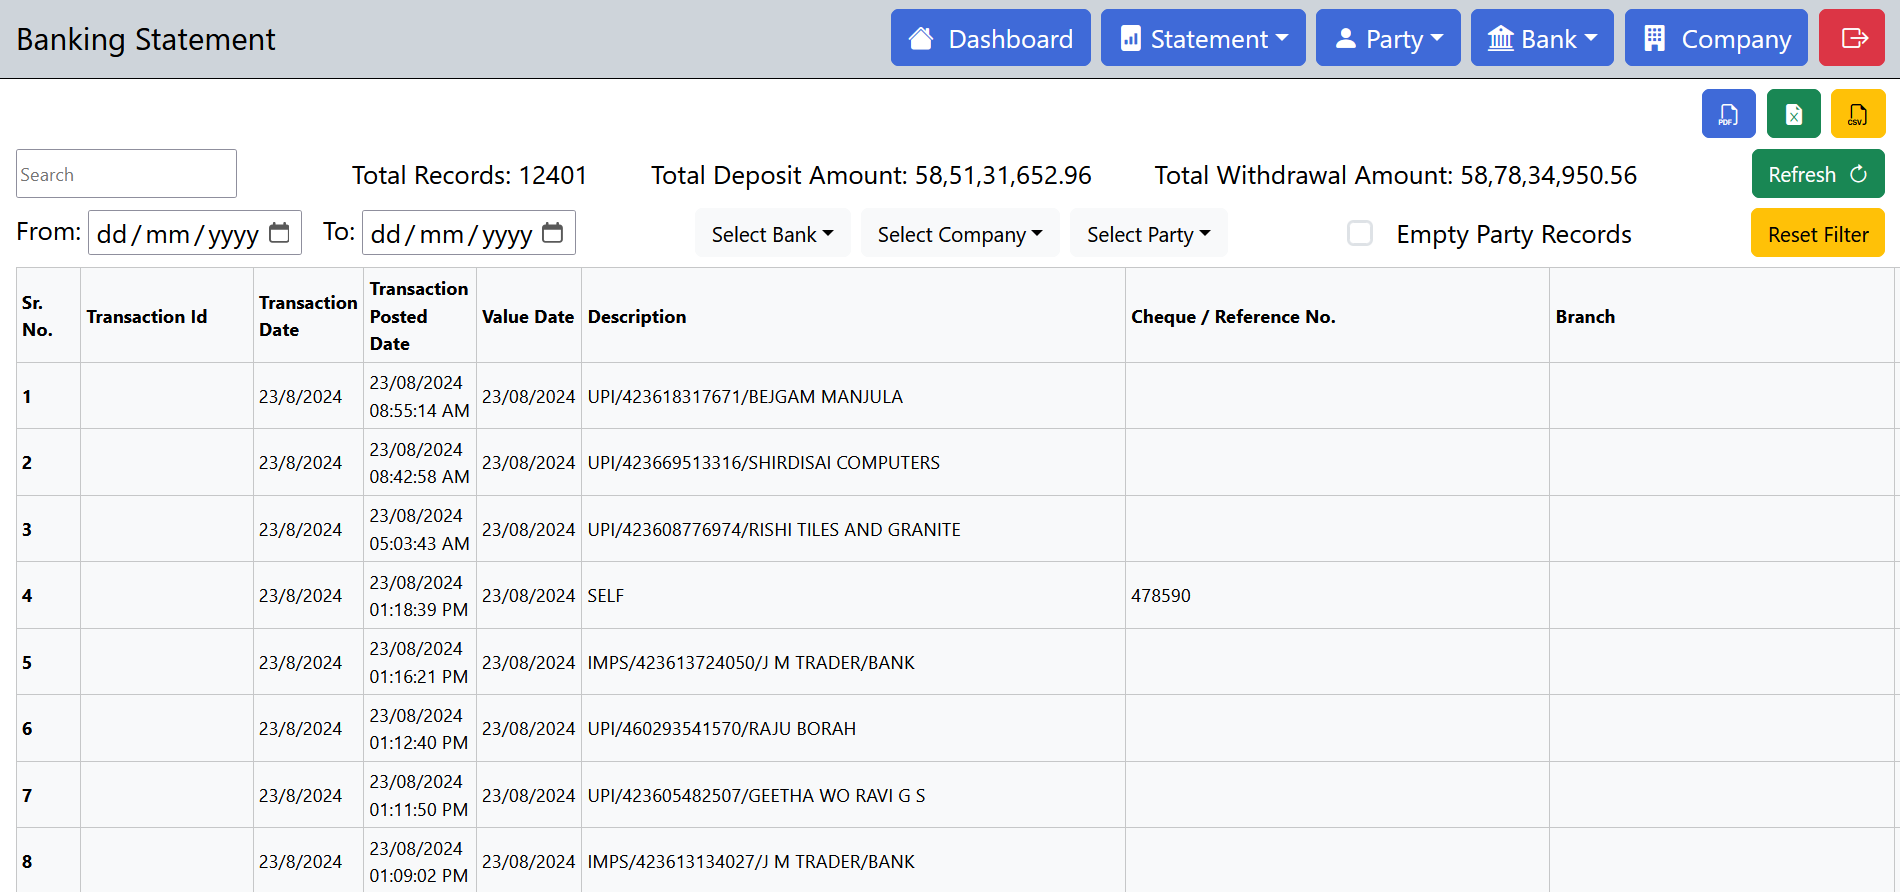 Banking Statement
Dashboard
Statement
Party
Bank
Company
PDF
X
CSV
Search
Total Records: 12401
Total Deposit Amount: 58,51,31,652.96
Total Withdrawal Amount: 58,78,34,950.56
Refresh
From: dd/mm/yyyy
To: dd/mm/yyyy
Select Bank
Select Company
Select Party
Empty Party Records
Reset Filter
Sr. No.
Transaction Id
Transaction Date
Transaction Posted Date
Value Date
Description
Cheque / Reference No.
Branch
1 23/8/2024 23/08/2024 08:55:14 AM 23/08/2024 UPI/423618317671/BEJGAM MANJULA
2 23/8/2024 23/08/2024 08:42:58 AM 23/08/2024 UPI/423669513316/SHIRDISAI COMPUTERS
3 23/8/2024 23/08/2024 05:03:43 AM 23/08/2024 UPI/423608776974/RISHI TILES AND GRANITE
4 23/8/2024 23/08/2024 01:18:39 PM 23/08/2024 SELF 478590
5 23/8/2024 23/08/2024 01:16:21 PM 23/08/2024 IMPS/423613724050/J M TRADER/BANK
6 23/8/2024 23/08/2024 01:12:40 PM 23/08/2024 UPI/460293541570/RAJU BORAH
7 23/8/2024 23/08/2024 01:11:50 PM 23/08/2024 UPI/423605482507/GEETHA WO RAVI G S
8 23/8/2024 23/08/2024 01:09:02 PM 23/08/2024 IMPS/423613134027/J M TRADER/BANK